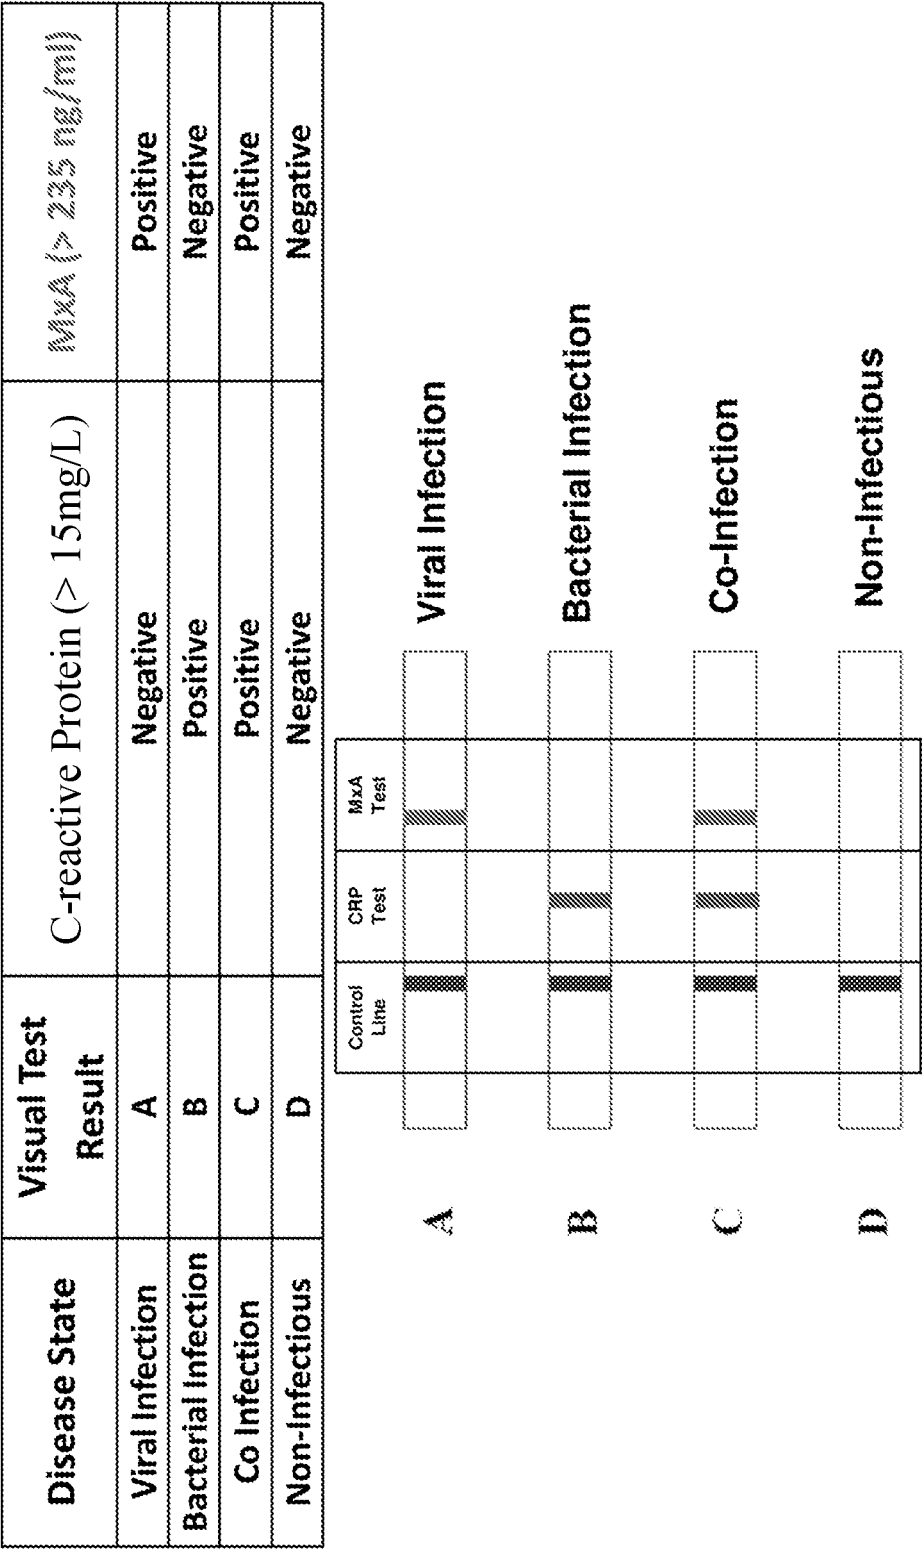 Disease State
Visual Test
Result
C-reactive Protein (> 15mg/L)
MxA (> 235 ng/ml)
Viral Infection
A
Negative
Positive
Bacterial Infection
B
Positive
Negative
Co Infection
C
Positive
Positive
Non-Infectious
D
Negative
Negative
Control
Line
CRP
Test
MxA
Test
A
Viral Infection
B
Bacterial Infection
C
Co-Infection
D
Non-Infectious